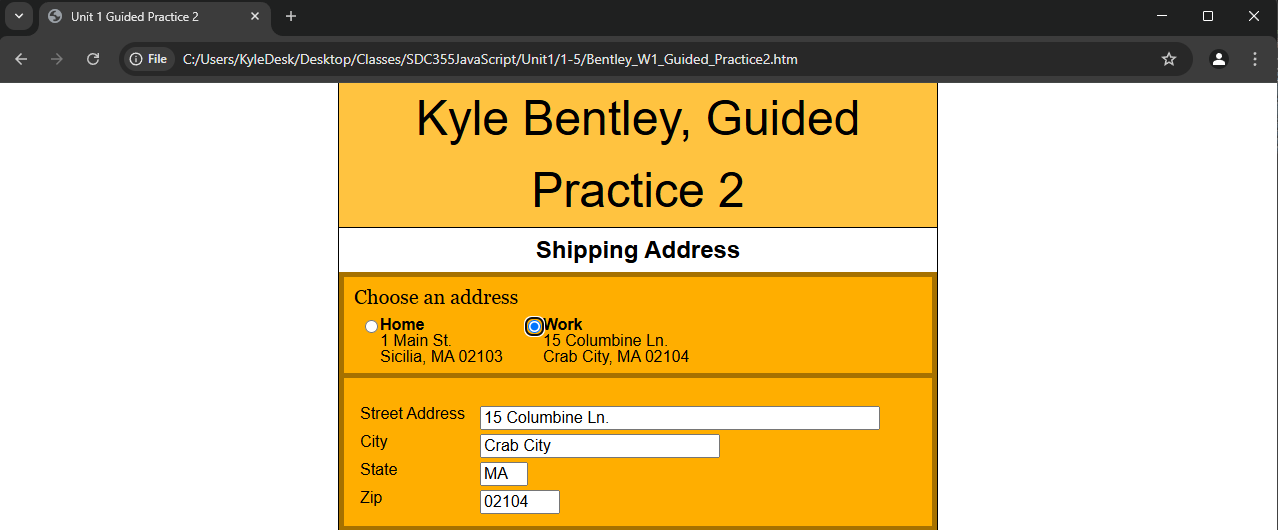 Unit 1 Guided Practice 2
File C:/Users/KyleDesk/Desktop/Classes/SDC355JavaScript/Unit1/1-5/Bentley_W1_Guided_Practice2.htm
Kyle Bentley, Guided
Practice 2
Shipping Address
Choose an address
Home
1 Main St.
Sicilia, MA 02103
Work
15 Columbine Ln.
Crab City, MA 02104
Street Address 15 Columbine Ln.
City Crab City
State MA
Zip 02104